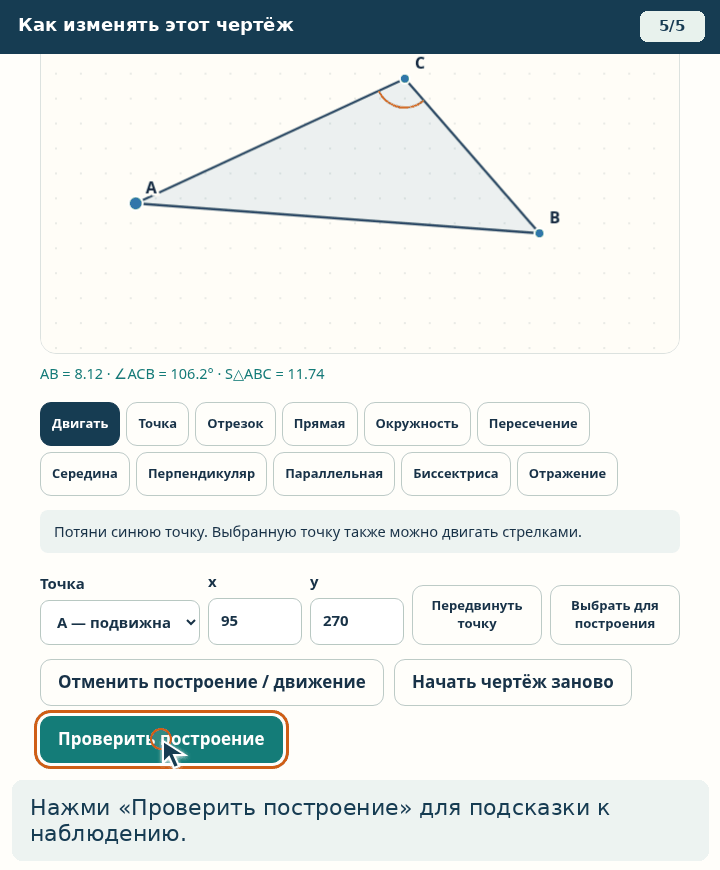 Как изменять этот чертёж
5/5
C
A
B
AB = 8.12 · ∠ACB = 106.2° · S△ABC = 11.74
Двигать
Точка
Отрезок
Прямая
Окружность
Пересечение
Середина
Перпендикуляр
Параллельная
Биссектриса
Отражение
Потяни синюю точку. Выбранную точку также можно двигать стрелками.
Точка
x
y
A — подвижна
95
270
Передвинуть
точку
Выбрать для
построения
Отменить построение / движение
Начать чертёж заново
Проверить построение
Нажми «Проверить построение» для подсказки к
наблюдению.